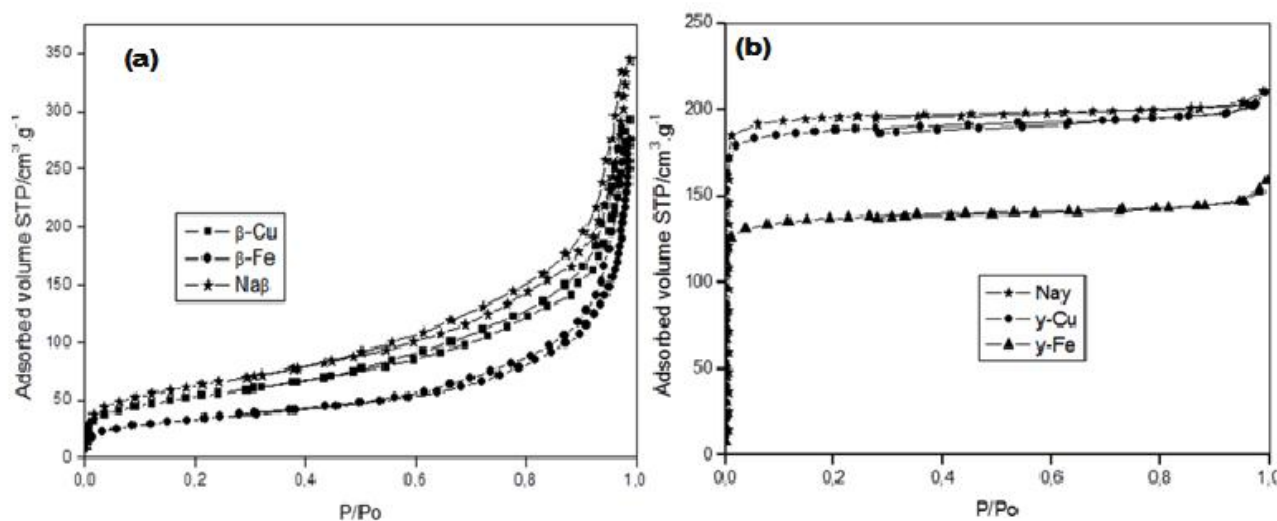 (a)
Adsorbed volume STP/cm³.g⁻¹
350
300
250
200
150
100
50
0
β-Cu
β-Fe
Naβ
0,0 0,2 0,4 0,6 0,8 1,0
P/Po
(b)
Adsorbed volume STP/cm³.g⁻¹
250
200
150
100
50
0
Nay
y-Cu
y-Fe
0,0 0,2 0,4 0,6 0,8 1,0
P/Po